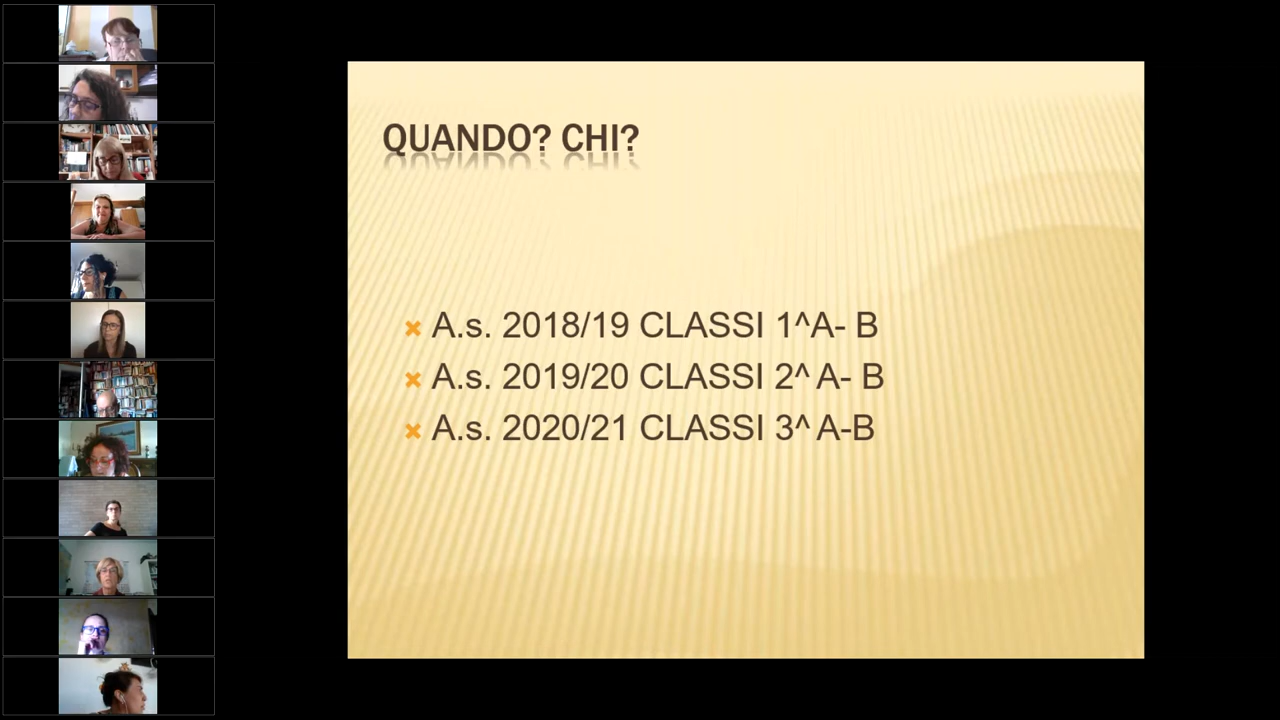 QUANDO? CHI?
A.s. 2018/19 CLASSI 1^A- B
A.s. 2019/20 CLASSI 2^ A- B
A.s. 2020/21 CLASSI 3^ A-B